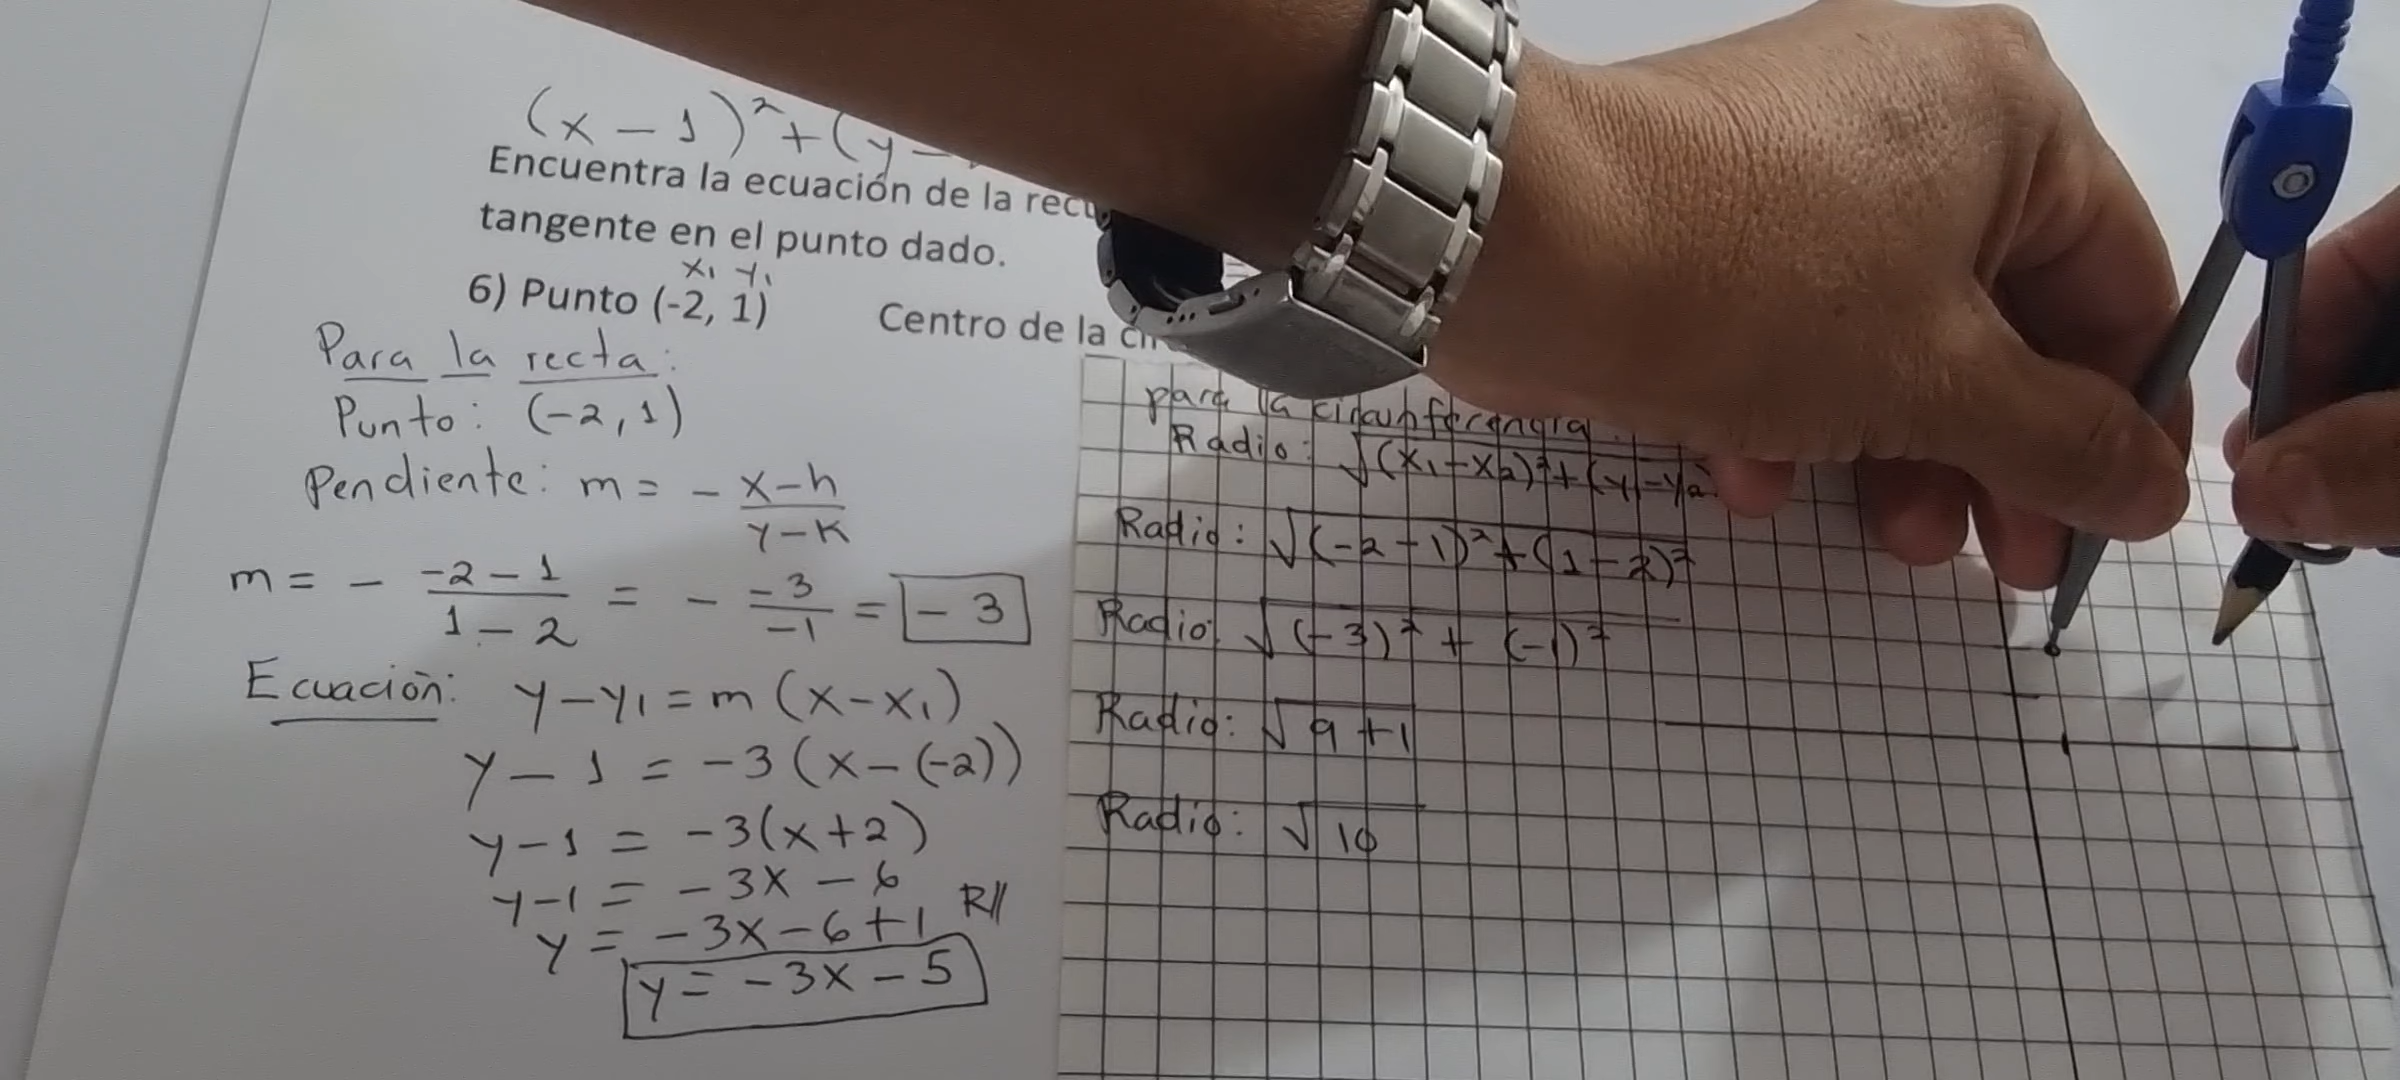 (x - 1)² + (y -
Encuentra la ecuación de la
tangente en el punto dado.
x₁ y₁
6) Punto (-2, 1)
Centro de la
Para la recta:
Punto: (-2, 1)
Pendiente: m = - (x-h)/(y-k)
m = - (-2-1)/(1-2) = - (-3)/(-1) = -3
Ecuación: y-y₁ = m (x-x₁)
y-1 = -3(x-(-2))
y-1 = -3(x+2)
y-1 = -3x - 6
y = -3x - 6 + 1 R//
y = -3x - 5
para la circunferencia.
Radio: √(x₁-x₂)² + (y₁-y₂
Radio: √(-2-1)² + (1-2)²
Radio: √(-3)² + (-1)²
Radio: √9+1
Radio: √10